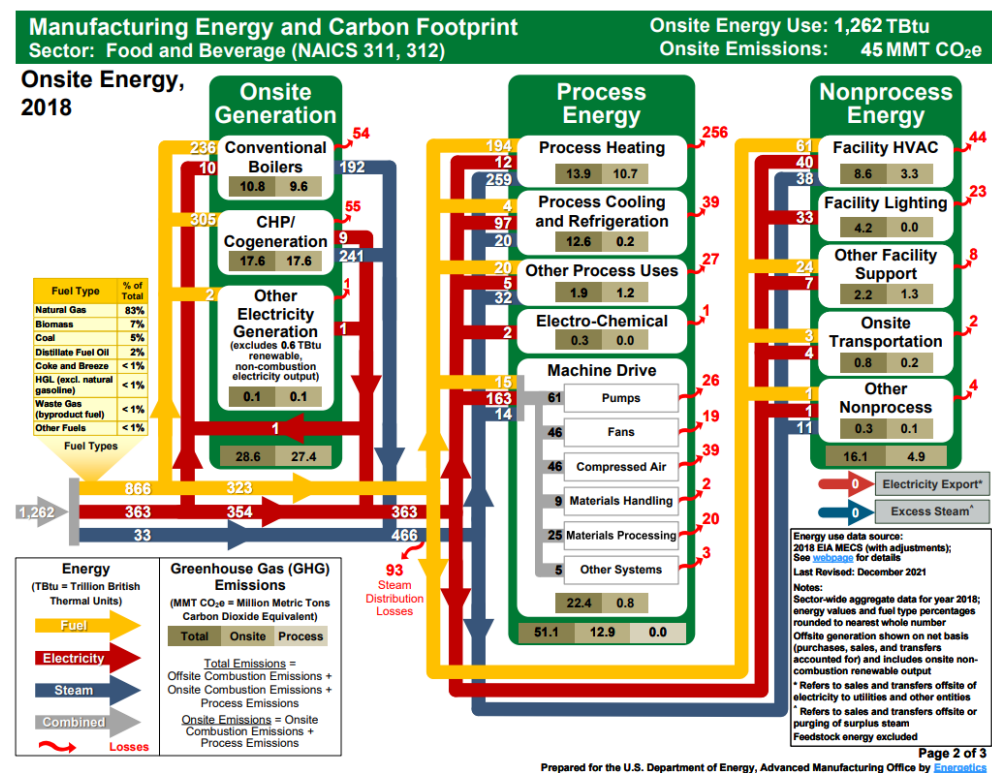 Manufacturing Energy and Carbon Footprint
Sector: Food and Beverage (NAICS 311, 312)
Onsite Energy Use: 1,262 TBtu
Onsite Emissions: 45 MMT CO₂e
Onsite Energy,
2018
Onsite
Generation
236
10
Conventional
Boilers
10.8 9.6
54
192
305
CHP/
Cogeneration
17.6 17.6
55
9
241
2
Other
Electricity
Generation
(excludes 0.6 TBtu
renewable,
non-combustion
electricity output)
0.1 0.1
1
1
1
28.6 27.4
Fuel Type % of Total
Natural Gas 83%
Biomass 7%
Coal 5%
Distillate Fuel Oil 2%
Coke and Breeze < 1%
HGL (excl. natural gasoline) < 1%
Waste Gas (byproduct fuel) < 1%
Other Fuels < 1%
Fuel Types
1,262
866 323
363 354 363
33 466
93
Steam
Distribution
Losses
Process
Energy
194
12
259
Process Heating
13.9 10.7
256
4
97
20
Process Cooling
and Refrigeration
12.6 0.2
39
20
5
32
Other Process Uses
1.9 1.2
27
2
Electro-Chemical
0.3 0.0
1
15
163
14
Machine Drive
61 Pumps 26
46 Fans 19
46 Compressed Air 39
9 Materials Handling 2
25 Materials Processing 20
5 Other Systems 3
22.4 0.8
51.1 12.9 0.0
Nonprocess
Energy
61
40
38
Facility HVAC
8.6 3.3
44
33
Facility Lighting
4.2 0.0
23
24
7
Other Facility
Support
2.2 1.3
8
3
4
Onsite
Transportation
0.8 0.2
2
1
1
11
Other
Nonprocess
0.3 0.1
4
16.1 4.9
0 Electricity Export*
0 Excess Steam^
Energy
(TBtu = Trillion British
Thermal Units)
Fuel
Electricity
Steam
Combined
Losses
Greenhouse Gas (GHG)
Emissions
(MMT CO₂e = Million Metric Tons
Carbon Dioxide Equivalent)
Total Onsite Process
Total Emissions =
Offsite Combustion Emissions +
Onsite Combustion Emissions +
Process Emissions
Onsite Emissions = Onsite
Combustion Emissions +
Process Emissions
Energy use data source:
2018 EIA MECS (with adjustments);
See webpage for details
Last Revised: December 2021
Notes:
Sector-wide aggregate data for year 2018;
energy values and fuel type percentages
rounded to nearest whole number
Offsite generation shown on net basis
(purchases, sales, and transfers
accounted for) and includes onsite non-
combustion renewable output
* Refers to sales and transfers offsite of
electricity to utilities and other entities
^ Refers to sales and transfers offsite or
purging of surplus steam
Feedstock energy excluded
Page 2 of 3
Prepared for the U.S. Department of Energy, Advanced Manufacturing Office by Energetics